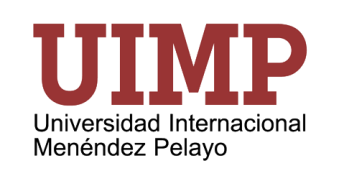 UIMP
Universidad Internacional
Menéndez Pelayo